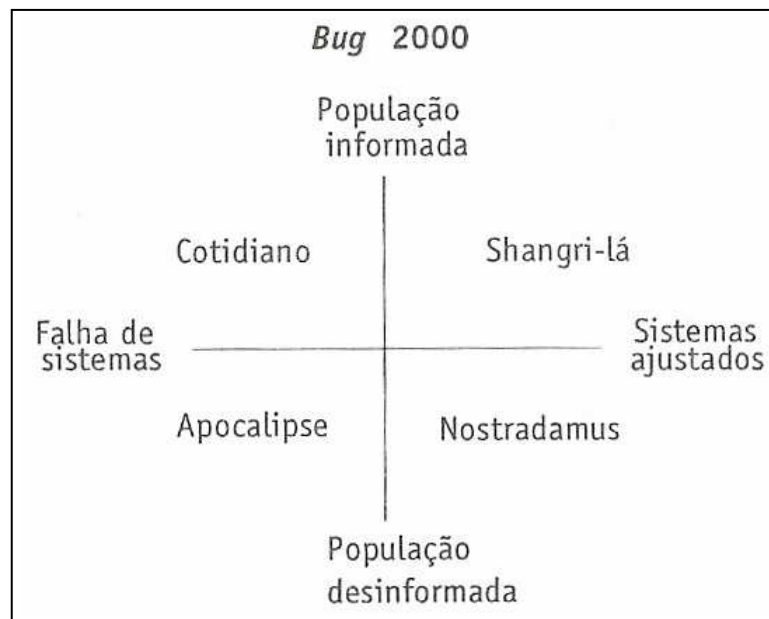 Bug 2000
População
informada
Cotidiano
Shangri-lá
Falha de
sistemas
Sistemas
ajustados
Apocalipse
Nostradamus
População
desinformada